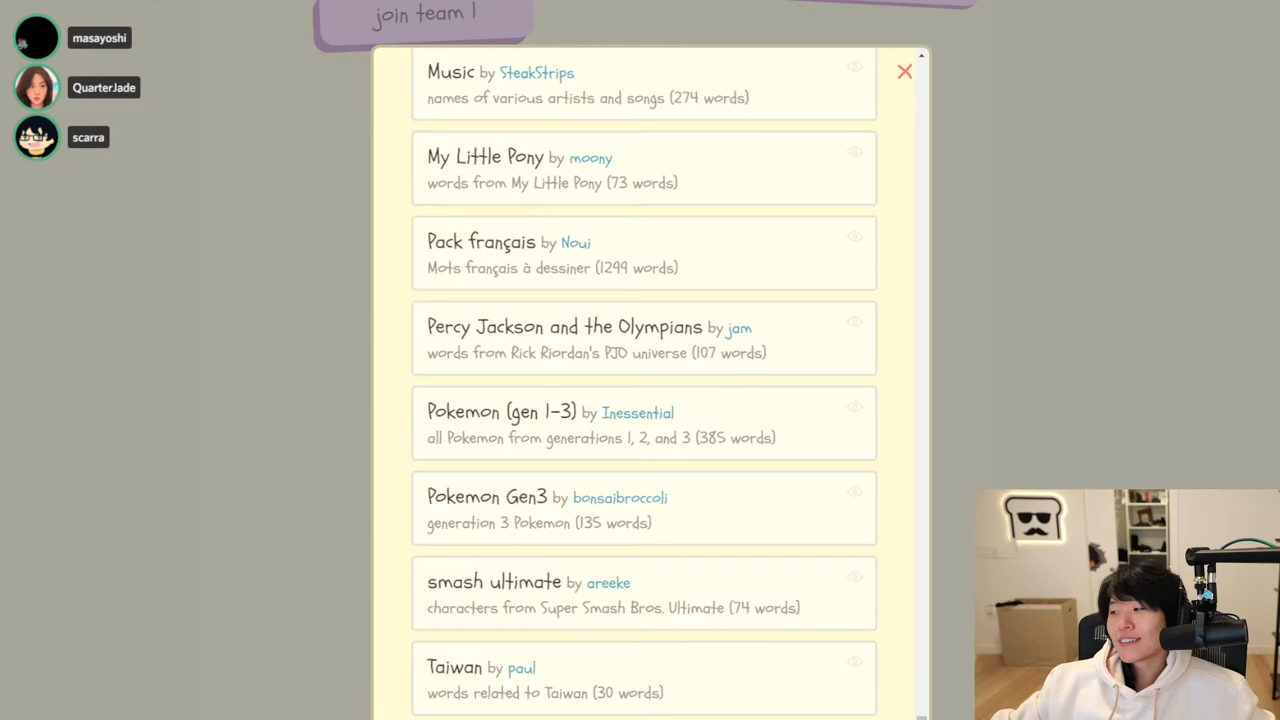 masayoshi
QuarterJade
scarra
join team 1
Music by SteakStrips
names of various artists and songs (274 words)
My Little Pony by moony
words from My Little Pony (73 words)
Pack français by Noui
Mots français à dessiner (1299 words)
Percy Jackson and the Olympians by jam
words from Rick Riordan's PJO universe (107 words)
Pokemon (gen 1-3) by Inessential
all Pokemon from generations 1, 2, and 3 (385 words)
Pokemon Gen3 by bonsaibroccoli
generation 3 Pokemon (135 words)
smash ultimate by areeke
characters from Super Smash Bros. Ultimate (74 words)
Taiwan by paul
words related to Taiwan (30 words)